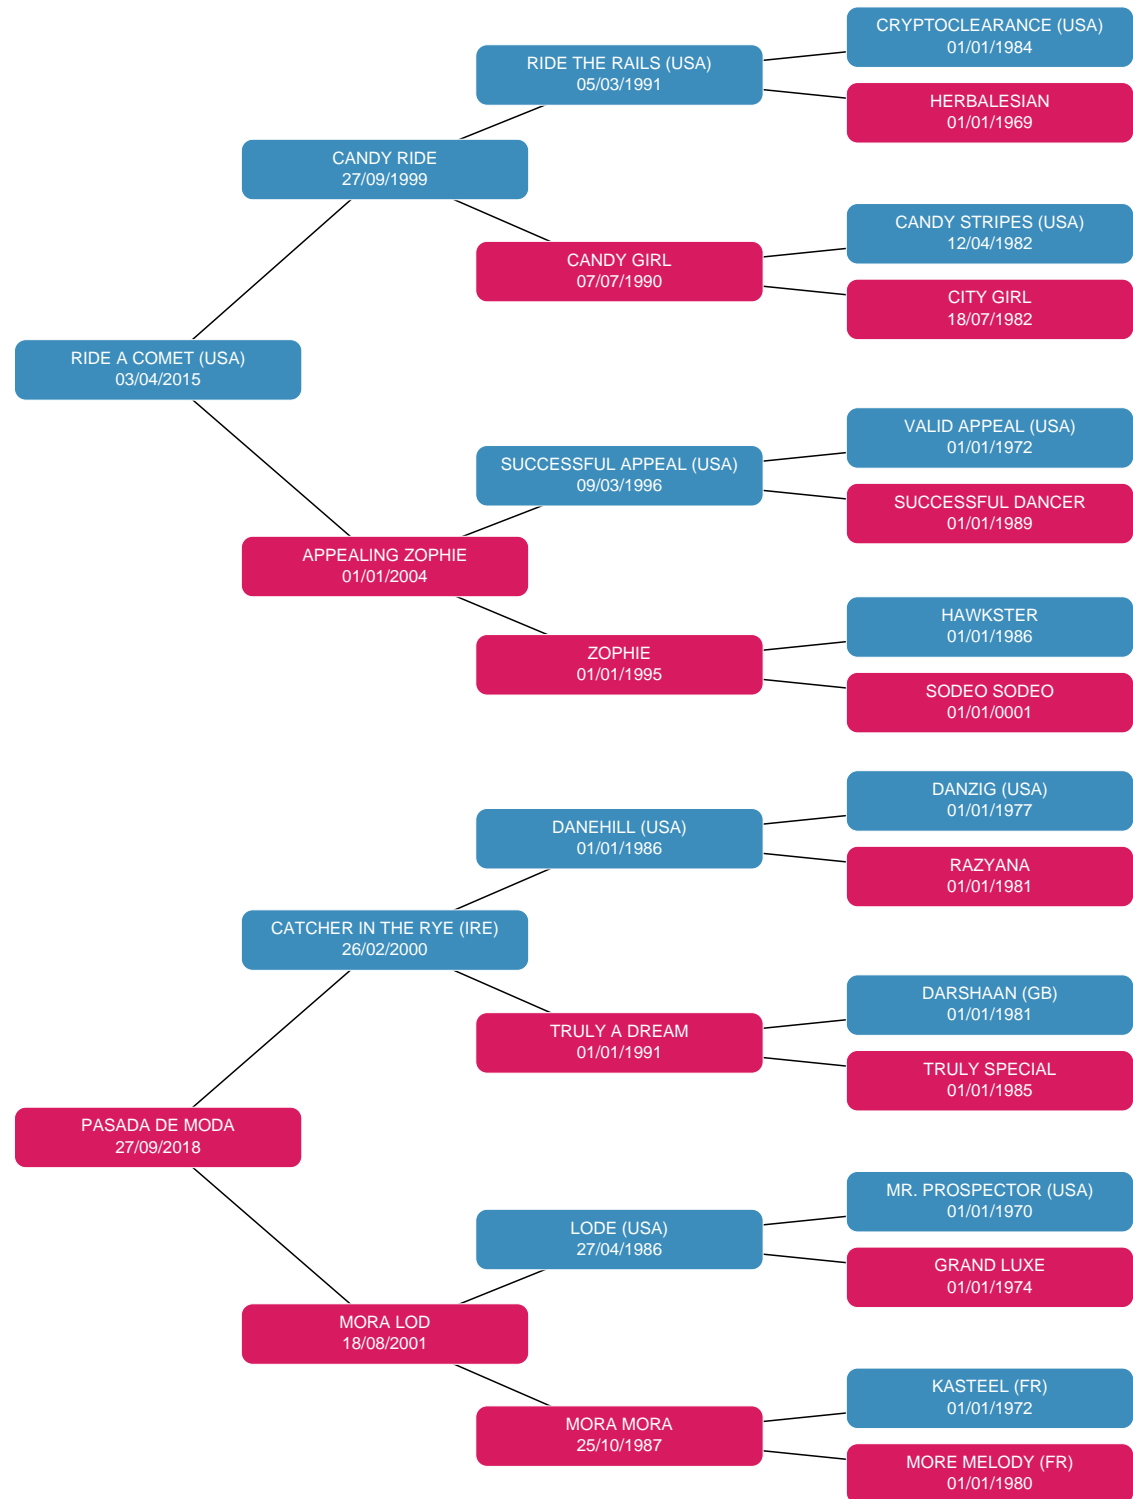 CRYPTOCLEARANCE (USA)
01/01/1984
RIDE THE RAILS (USA)
05/03/1991
HERBALESIAN
01/01/1969
CANDY RIDE
27/09/1999
CANDY STRIPES (USA)
12/04/1982
CANDY GIRL
07/07/1990
CITY GIRL
18/07/1982
RIDE A COMET (USA)
03/04/2015
VALID APPEAL (USA)
01/01/1972
SUCCESSFUL APPEAL (USA)
09/03/1996
SUCCESSFUL DANCER
01/01/1989
APPEALING ZOPHIE
01/01/2004
HAWKSTER
01/01/1986
ZOPHIE
01/01/1995
SODEO SODEO
01/01/0001
DANZIG (USA)
01/01/1977
DANEHILL (USA)
01/01/1986
RAZYANA
01/01/1981
CATCHER IN THE RYE (IRE)
26/02/2000
DARSHAAN (GB)
01/01/1981
TRULY A DREAM
01/01/1991
TRULY SPECIAL
01/01/1985
PASADA DE MODA
27/09/2018
MR. PROSPECTOR (USA)
01/01/1970
LODE (USA)
27/04/1986
GRAND LUXE
01/01/1974
MORA LOD
18/08/2001
KASTEEL (FR)
01/01/1972
MORA MORA
25/10/1987
MORE MELODY (FR)
01/01/1980